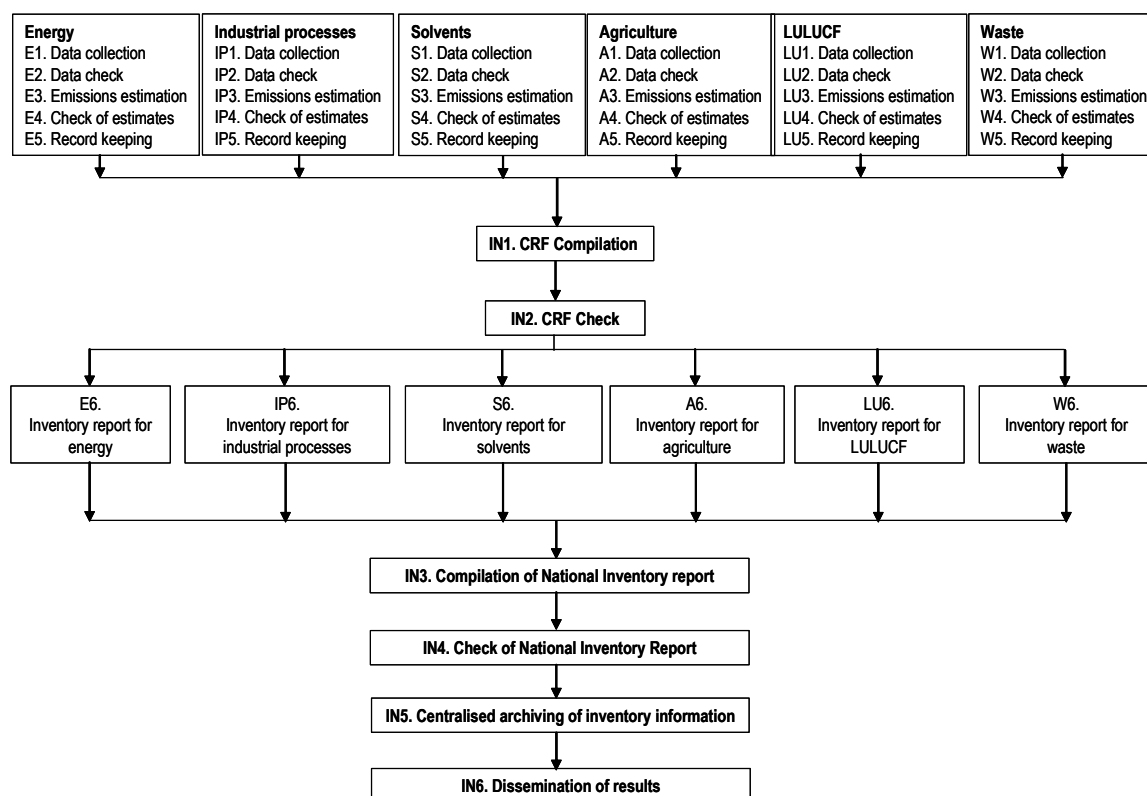 Energy
E1. Data collection
E2. Data check
E3. Emissions estimation
E4. Check of estimates
E5. Record keeping
Industrial processes
IP1. Data collection
IP2. Data check
IP3. Emissions estimation
IP4. Check of estimates
IP5. Record keeping
Solvents
S1. Data collection
S2. Data check
S3. Emissions estimation
S4. Check of estimates
S5. Record keeping
Agriculture
A1. Data collection
A2. Data check
A3. Emissions estimation
A4. Check of estimates
A5. Record keeping
LULUCF
LU1. Data collection
LU2. Data check
LU3. Emissions estimation
LU4. Check of estimates
LU5. Record keeping
Waste
W1. Data collection
W2. Data check
W3. Emissions estimation
W4. Check of estimates
W5. Record keeping
IN1. CRF Compilation
IN2. CRF Check
E6.
Inventory report for
energy
IP6.
Inventory report for
industrial processes
S6.
Inventory report for
solvents
A6.
Inventory report for
agriculture
LU6.
Inventory report for
LULUCF
W6.
Inventory report for
waste
IN3. Compilation of National Inventory report
IN4. Check of National Inventory Report
IN5. Centralised archiving of inventory information
IN6. Dissemination of results